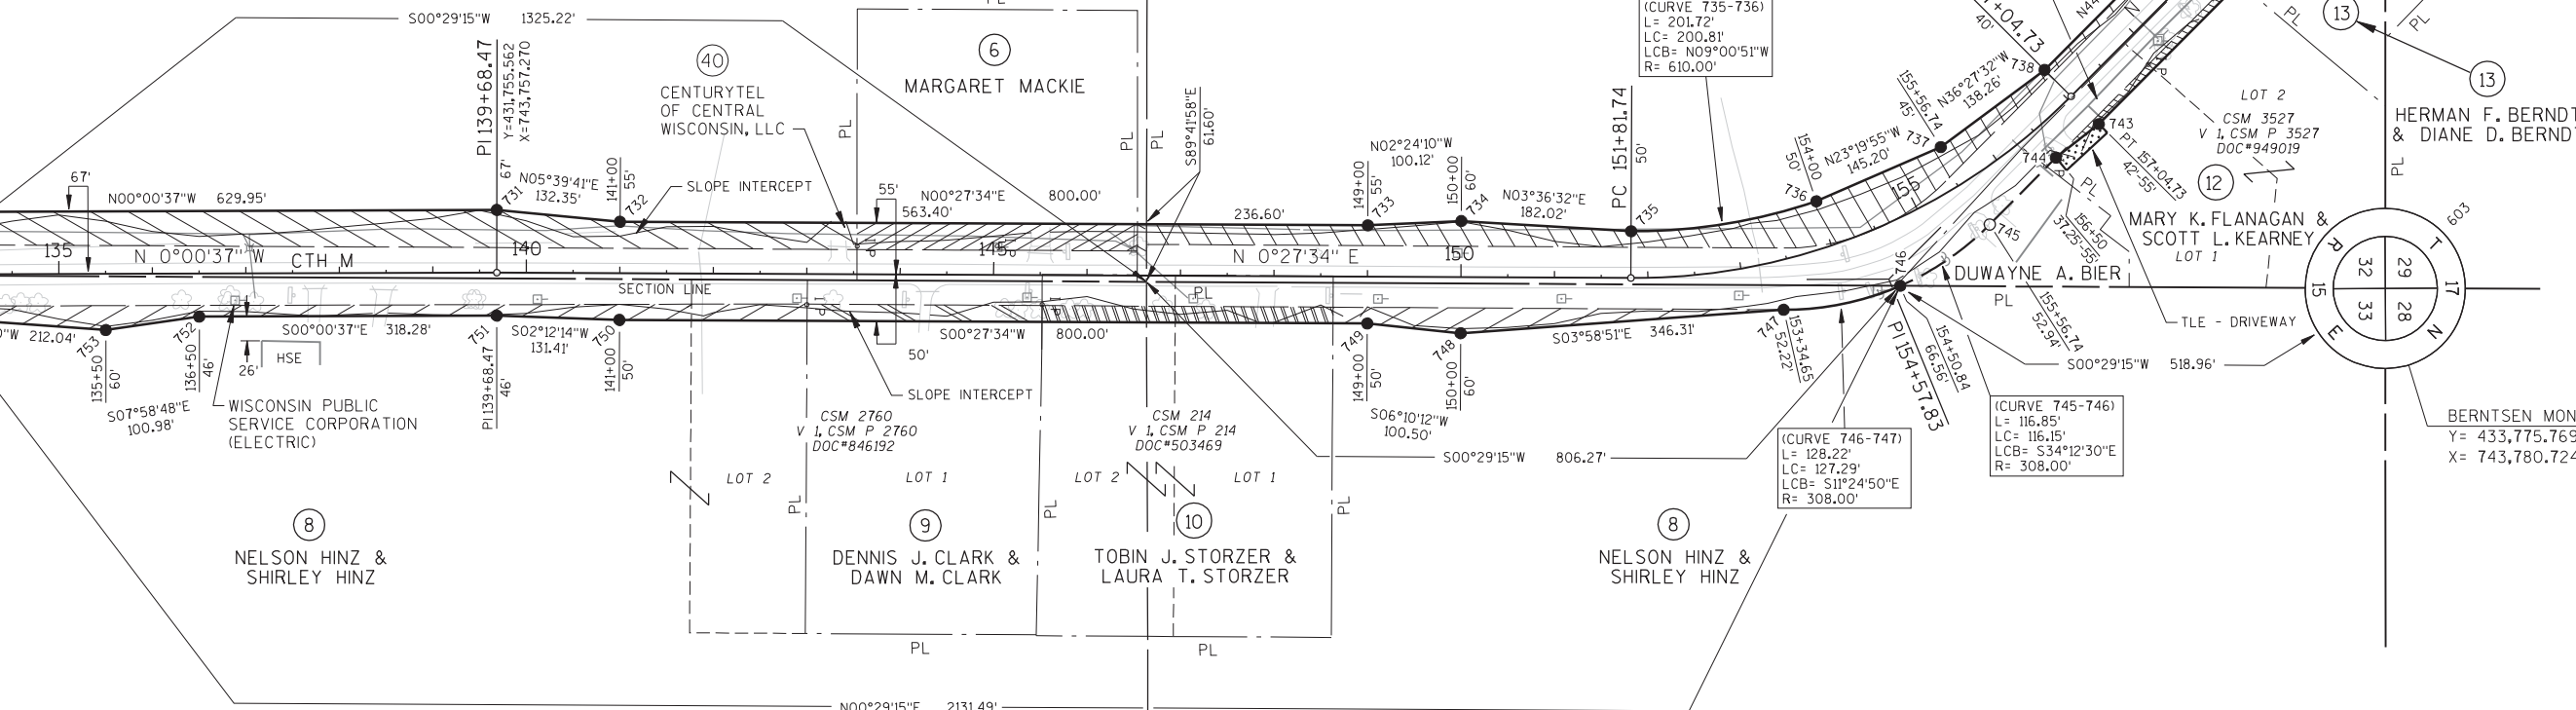 S00°29'15"W 1325.22'
PI 139+68.47
Y=431,755.562
X=743,757.270
67'
40
CENTURYTEL
OF CENTRAL
WISCONSIN, LLC
6
MARGARET MACKIE
PL
PL
PL
PL
S89°41'58"E
61.60'
(CURVE 735-736)
L= 201.72'
LC= 200.81'
LCB= N09°00'51"W
R= 610.00'
PC 151+81.74
50'
+04.73
40'
N44
N36°27'32"W
138.26'
738
155+56.74
45'
737
N23°19'55"W
145.20'
154+00
50'
736
13
PL
PL
13
HERMAN F. BERNDT
& DIANE D. BERND
LOT 2
CSM 3527
V 1, CSM P 3527
DOC#949019
743
744
PT 157+04.73
42'-55'
12
MARY K. FLANAGAN &
SCOTT L. KEARNEY
LOT 1
PL
PL
156+50
37.25'-55'
67'
N00°00'37"W 629.95'
731
N05°39'41"E
132.35'
141+00
55'
732
SLOPE INTERCEPT
55'
N00°27'34"E 800.00'
563.40'
236.60'
N02°24'10"W
100.12'
149+00
55'
733
150+00
60'
734
N03°36'32"E
182.02'
735
155
745
135
N 0°00'37" W
CTH M
140
145
N 0°27'34" E
150
SECTION LINE
PL
746
DUWAYNE A. BIER
PL
155+56.74
52.94'
TLE - DRIVEWAY
603
R
T
E
N
32
29
33
28
15
17
212.04'
753
752
S00°00'37"E 318.28'
751
S02°12'14"W
131.41'
750
S00°27'34"W 800.00'
50'
749
748
S03°58'51"E 346.31'
747
153+34.65
52.22'
PI 154+57.83
154+50.84
66.56'
S00°29'15"W 518.96'
135+50
60'
136+50
46'
26'
HSE
PI 139+68.47
46'
141+00
50'
149+00
50'
150+00
60'
S07°58'48"E
100.98'
WISCONSIN PUBLIC
SERVICE CORPORATION
(ELECTRIC)
SLOPE INTERCEPT
CSM 2760
V 1, CSM P 2760
DOC#846192
CSM 214
V 1, CSM P 214
DOC#503469
S06°10'12"W
100.50'
S00°29'15"W 806.27'
(CURVE 746-747)
L= 128.22'
LC= 127.29'
LCB= S11°24'50"E
R= 308.00'
(CURVE 745-746)
L= 116.85'
LC= 116.15'
LCB= S34°12'30"E
R= 308.00'
BERNTSEN MON
Y= 433,775.769
X= 743,780.724
LOT 2
LOT 1
LOT 2
LOT 1
PL
PL
PL
8
NELSON HINZ &
SHIRLEY HINZ
9
DENNIS J. CLARK &
DAWN M. CLARK
10
TOBIN J. STORZER &
LAURA T. STORZER
8
NELSON HINZ &
SHIRLEY HINZ
PL
PL
N00°29'15"E 2131.49'